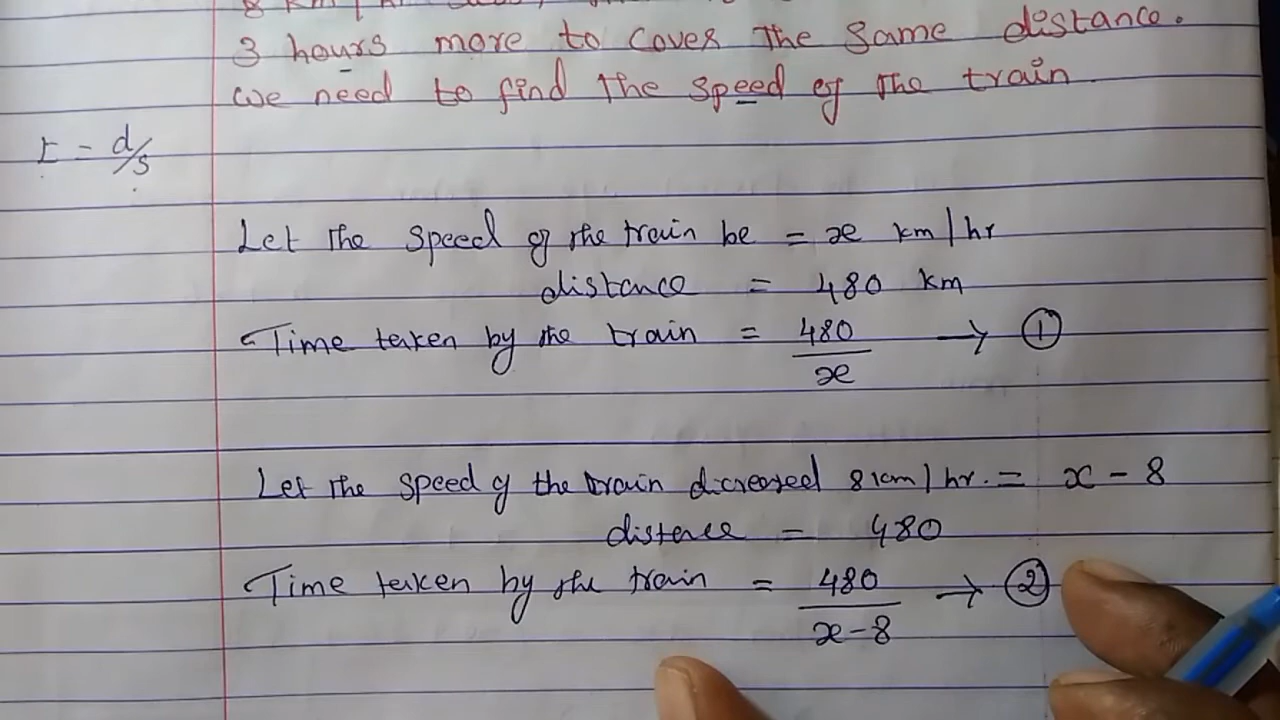 8 km/hr
3 hours more to cover the same distance.
We need to find the speed of the train.
t = d/s
Let the speed of the train be = x km/hr
distance = 480 km
Time taken by the train = 480/x → ①
Let the speed of the train decreased 8 km/hr. = x - 8
distance = 480
Time taken by the train = 480/x-8 → ②